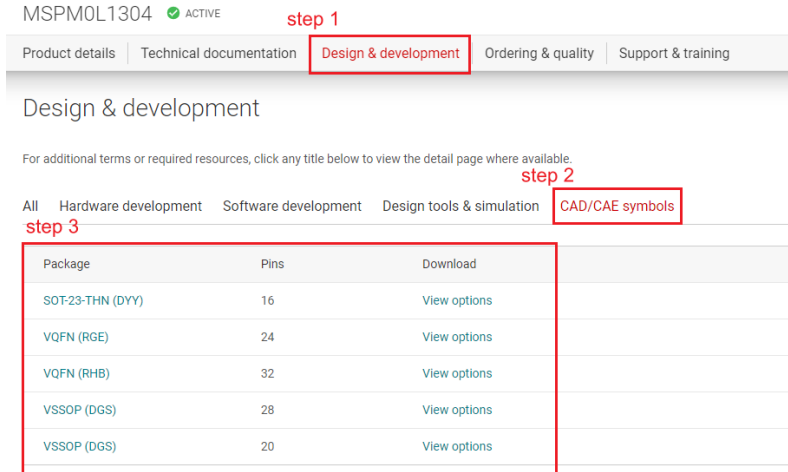 MSPM0L1304 ACTIVE
step 1
Product details Technical documentation Design & development Ordering & quality Support & training
Design & development
For additional terms or required resources, click any title below to view the detail page where available.
step 2
All Hardware development Software development Design tools & simulation CAD/CAE symbols
step 3
Package Pins Download
SOT-23-THN (DYY) 16 View options
VQFN (RGE) 24 View options
VQFN (RHB) 32 View options
VSSOP (DGS) 28 View options
VSSOP (DGS) 20 View options